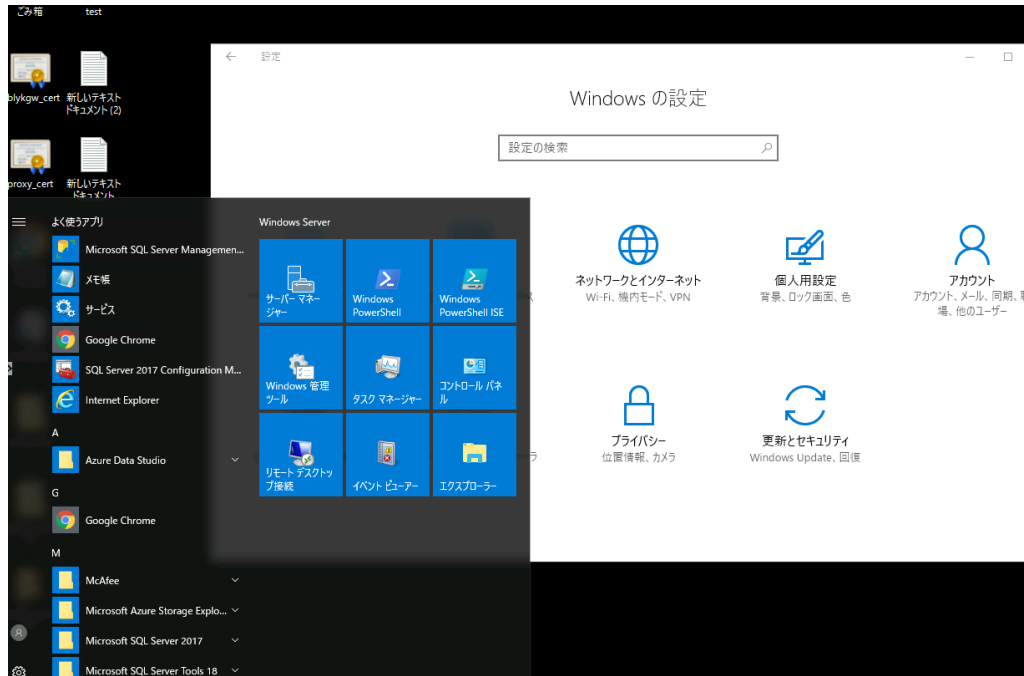 ごみ箱
test
blykgw_cert
新しいテキスト
ドキュメント (2)
proxy_cert
新しいテキスト
ドキュメント
設定
Windows の設定
設定の検索
ネットワークとインターネット
Wi-Fi、機内モード、VPN
個人用設定
背景、ロック画面、色
アカウント
アカウント、メール、同期、
場、他のユーザー
プライバシー
位置情報、カメラ
更新とセキュリティ
Windows Update、回復
よく使うアプリ
Microsoft SQL Server Managemen...
メモ帳
サービス
Google Chrome
SQL Server 2017 Configuration M...
Internet Explorer
A
Azure Data Studio
G
Google Chrome
M
McAfee
Microsoft Azure Storage Explo...
Microsoft SQL Server 2017
Microsoft SQL Server Tools 18
Windows Server
サーバー マネー
ジャー
Windows
PowerShell
Windows
PowerShell ISE
Windows 管理
ツール
タスク マネージャー
コントロール パネ
ル
リモート デスクトッ
プ接続
イベント ビューアー
エクスプローラー